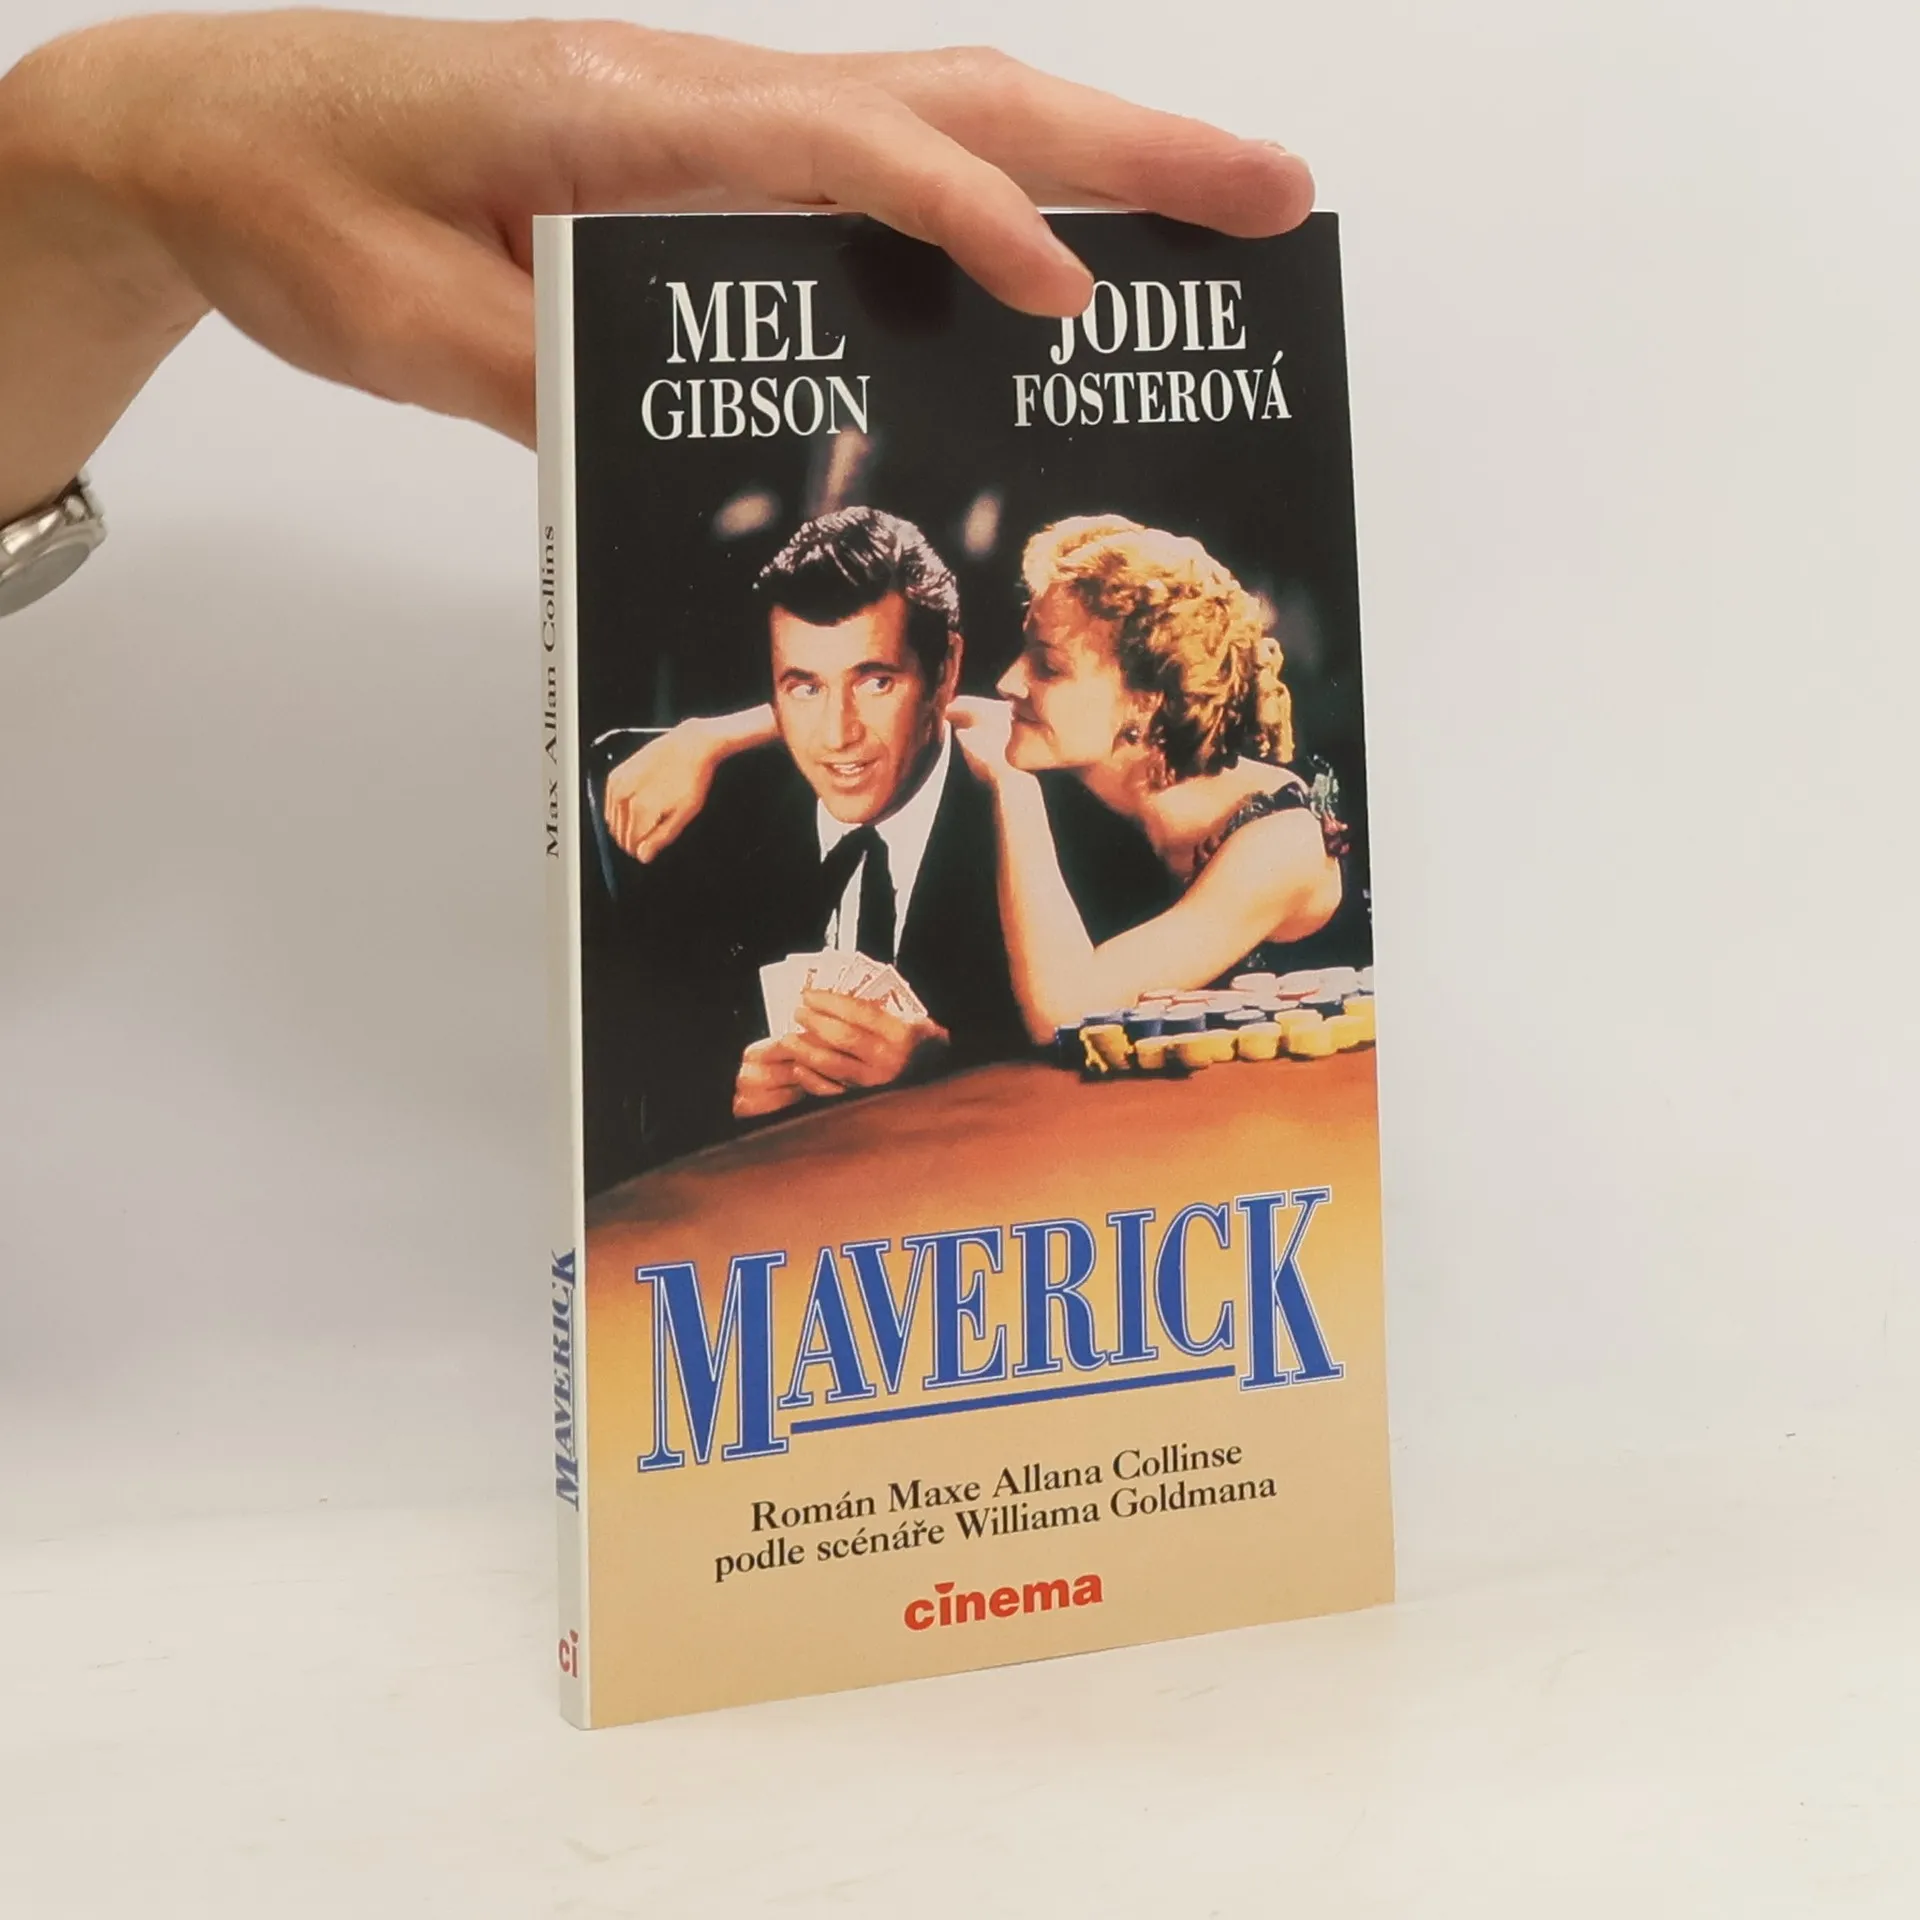 MEL
GIBSON
JODIE
FOSTEROVÁ
MAVERICK
Román Maxe Allana Collinse
podle scénáře Williama Goldmana
cinema
Max Allan Collins
MAVERICK
ci